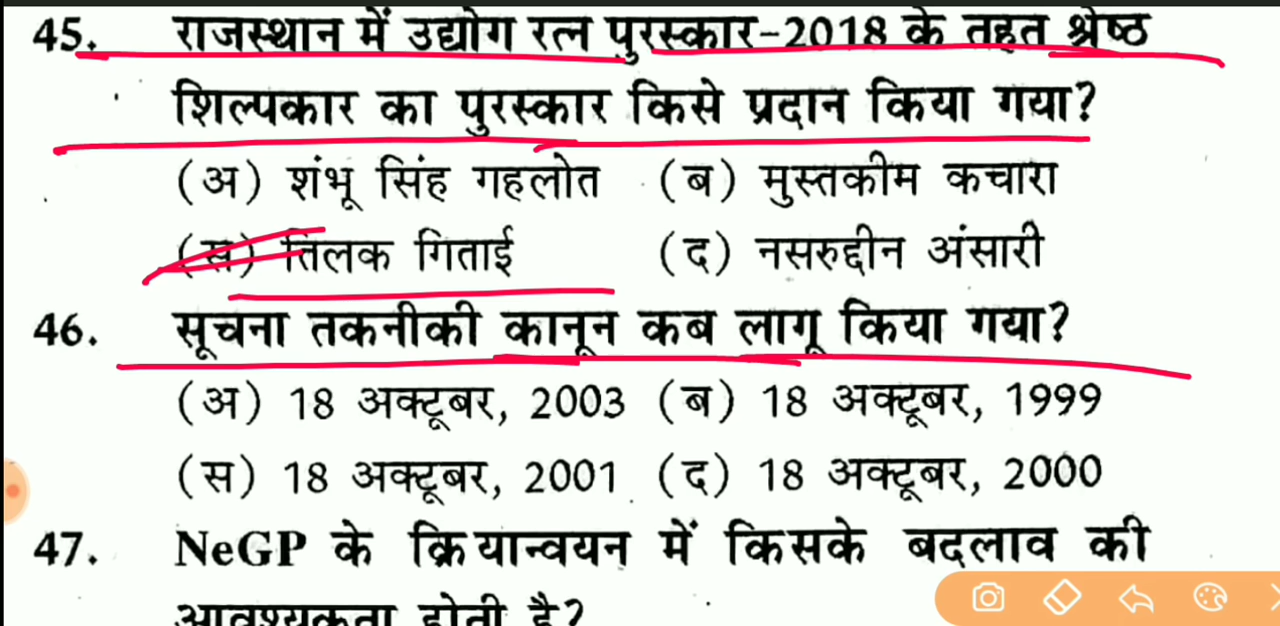 45. राजस्थान में उद्योग रत्न पुरस्कार-2018 के तहत श्रेष्ठ
शिल्पकार का पुरस्कार किसे प्रदान किया गया?
(अ) शंभू सिंह गहलोत (ब) मुस्तकीम कचारा
(स) तिलक गिताई (द) नसरुद्दीन अंसारी
46. सूचना तकनीकी कानून कब लागू किया गया?
(अ) 18 अक्टूबर, 2003 (ब) 18 अक्टूबर, 1999
(स) 18 अक्टूबर, 2001 (द) 18 अक्टूबर, 2000
47. NeGP के क्रियान्वयन में किसके बदलाव की
आवश्यकता होती है?